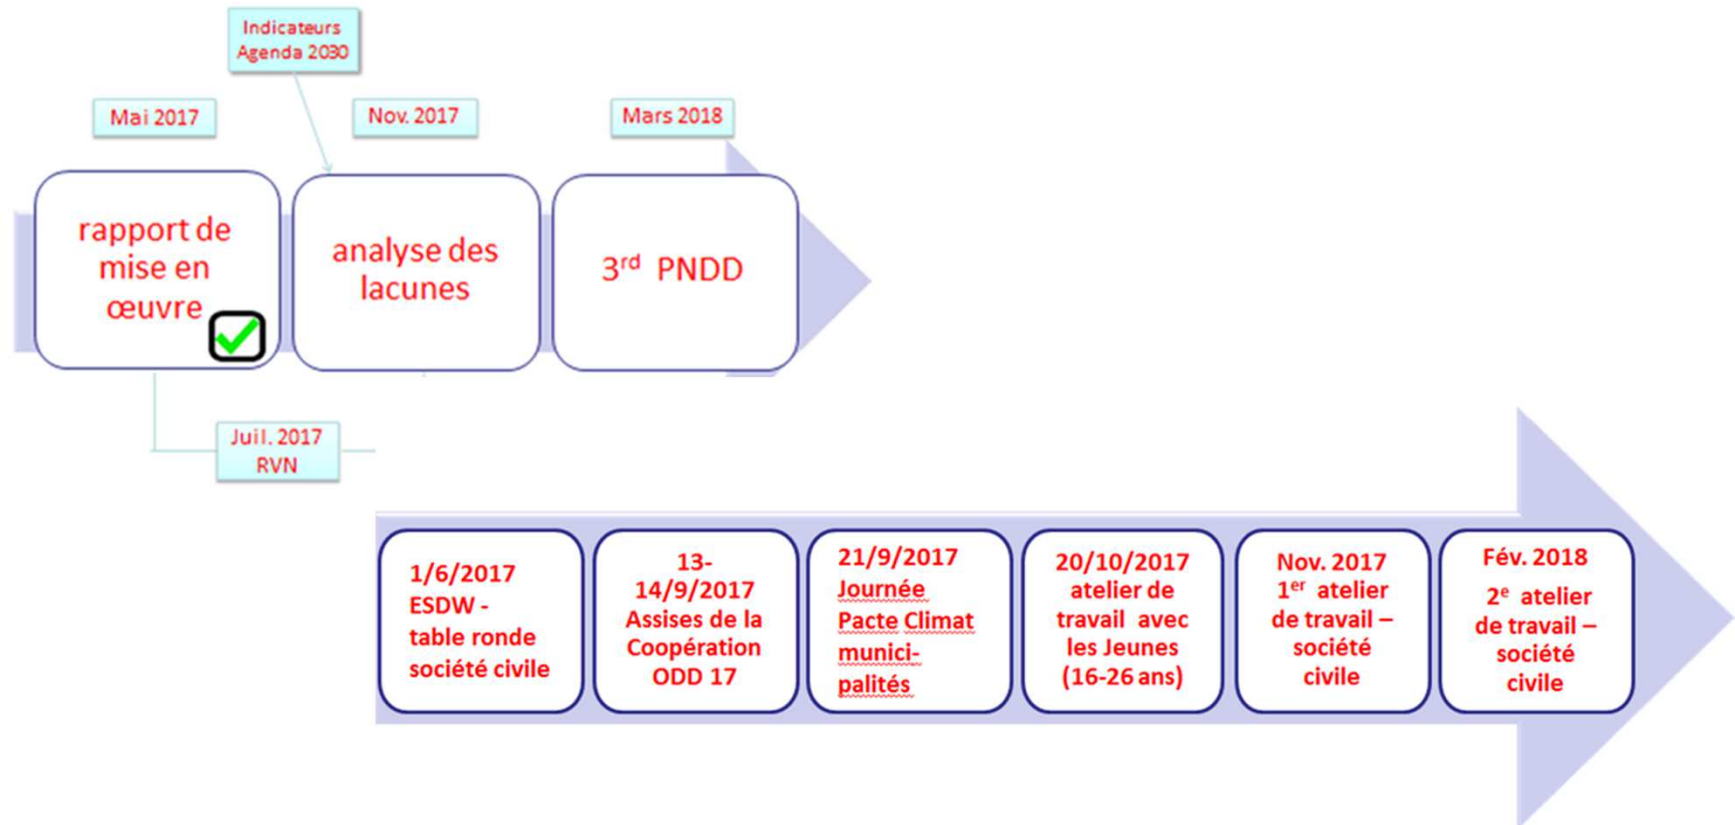 Indicateurs
Agenda 2030
Mai 2017
Nov. 2017
Mars 2018
rapport de
mise en
œuvre
analyse des
lacunes
3rd PNDD
Juil. 2017
RVN
1/6/2017
ESDW -
table ronde
société civile
13-
14/9/2017
Assises de la
Coopération
ODD 17
21/9/2017
Journée
Pacte Climat
munici-
palités
20/10/2017
atelier de
travail avec
les Jeunes
(16-26 ans)
Nov. 2017
1er atelier
de travail –
société
civile
Fév. 2018
2e atelier
de travail –
société
civile